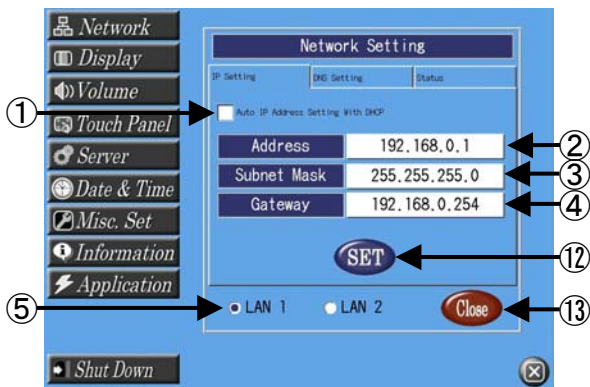 Network
Display
Volume
Touch Panel
Server
Date & Time
Misc. Set
Information
Application
Shut Down
Network Setting
IP Setting DNS Setting Status
① Auto IP Address Setting With DHCP
Address 192.168.0.1 ②
Subnet Mask 255.255.255.0 ③
Gateway 192.168.0.254 ④
SET ⑫
⑤ LAN 1 LAN 2 Close ⑬